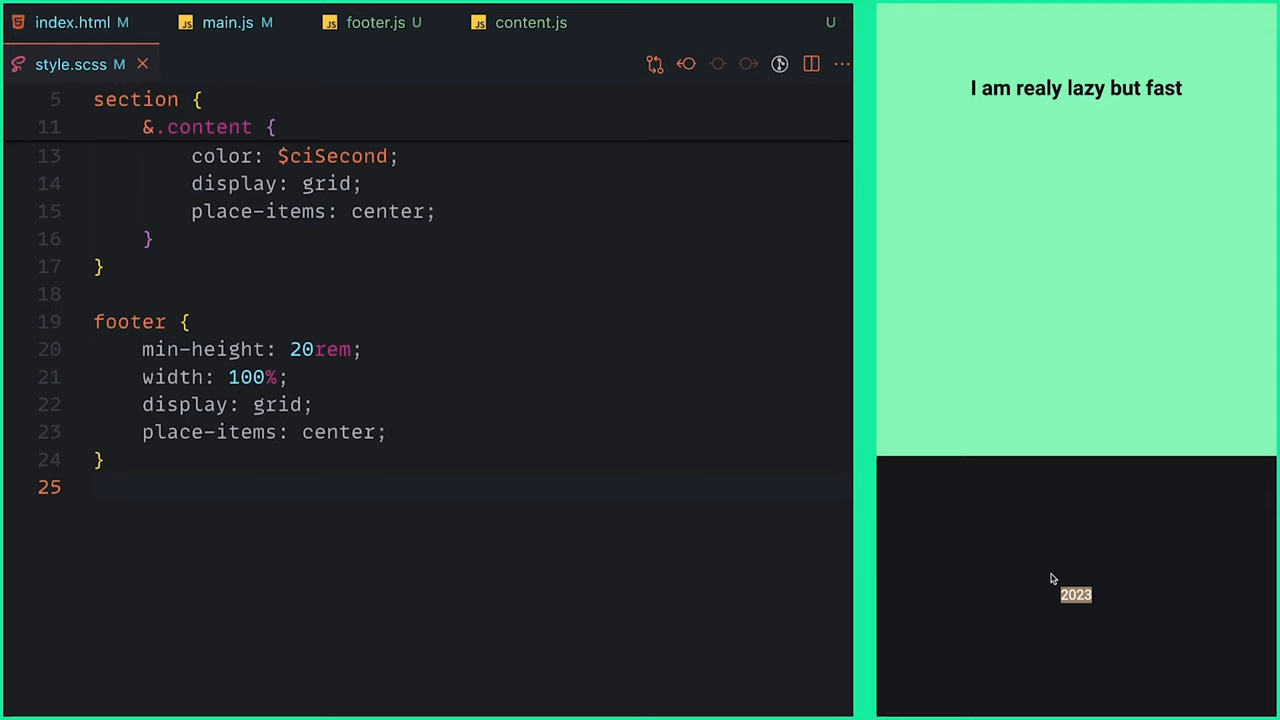 index.html M
main.js M
footer.js U
content.js U
style.scss M
5 section {
11 &.content {
13 color: $ciSecond;
14 display: grid;
15 place-items: center;
16 }
17 }
18
19 footer {
20 min-height: 20rem;
21 width: 100%;
22 display: grid;
23 place-items: center;
24 }
25
I am realy lazy but fast
2023